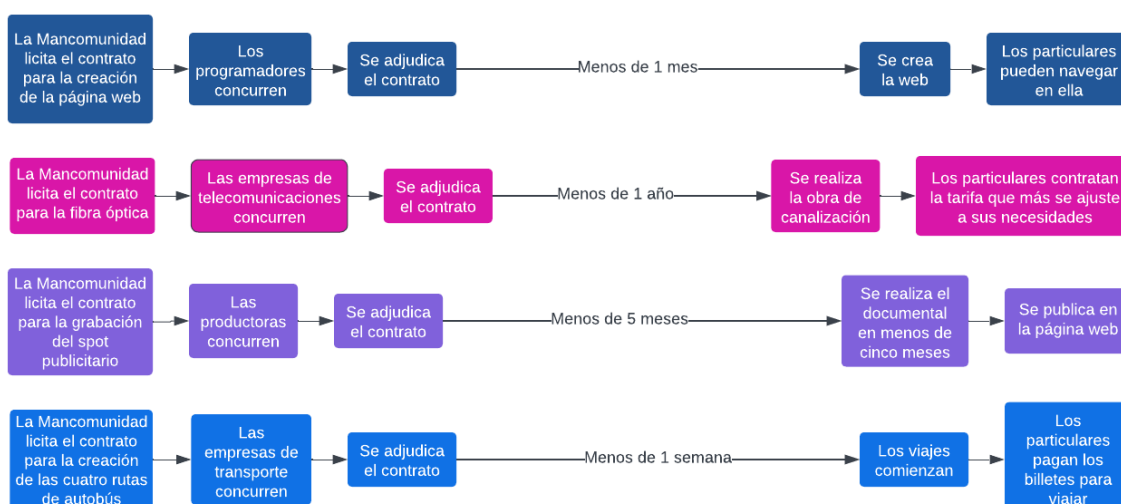 La Mancomunidad
licita el contrato
para la creación
de la página web
Los
programadores
concurren
Se adjudica
el contrato
Menos de 1 mes
Se crea
la web
Los particulares
pueden navegar
en ella
La Mancomunidad
licita el contrato
para la fibra óptica
Las empresas de
telecomunicaciones
concurren
Se adjudica
el contrato
Menos de 1 año
Se realiza
la obra de
canalización
Los particulares contratan
la tarifa que más se ajuste
a sus necesidades
La Mancomunidad
licita el contrato
para la grabación
del spot
publicitario
Las
productoras
concurren
Se adjudica
el contrato
Menos de 5 meses
Se realiza el
documental
en menos de
cinco meses
Se publica en
la página web
La Mancomunidad
licita el contrato
para la creación
de las cuatro rutas
de autobús
Las
empresas de
transporte
concurren
Se adjudica
el contrato
Menos de 1 semana
Los viajes
comienzan
Los
particulares
pagan los
billetes para
viajar